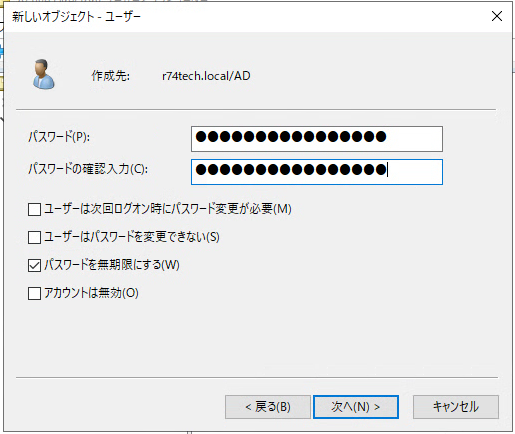 新しいオブジェクト - ユーザー
作成先: r74tech.local/AD
パスワード(P): ●●●●●●●●●●●●●●●●
パスワードの確認入力(C): ●●●●●●●●●●●●●●●●
ユーザーは次回ログオン時にパスワード変更が必要(M)
ユーザーはパスワードを変更できない(S)
パスワードを無期限にする(W)
アカウントは無効(O)
< 戻る(B) 次へ(N) > キャンセル